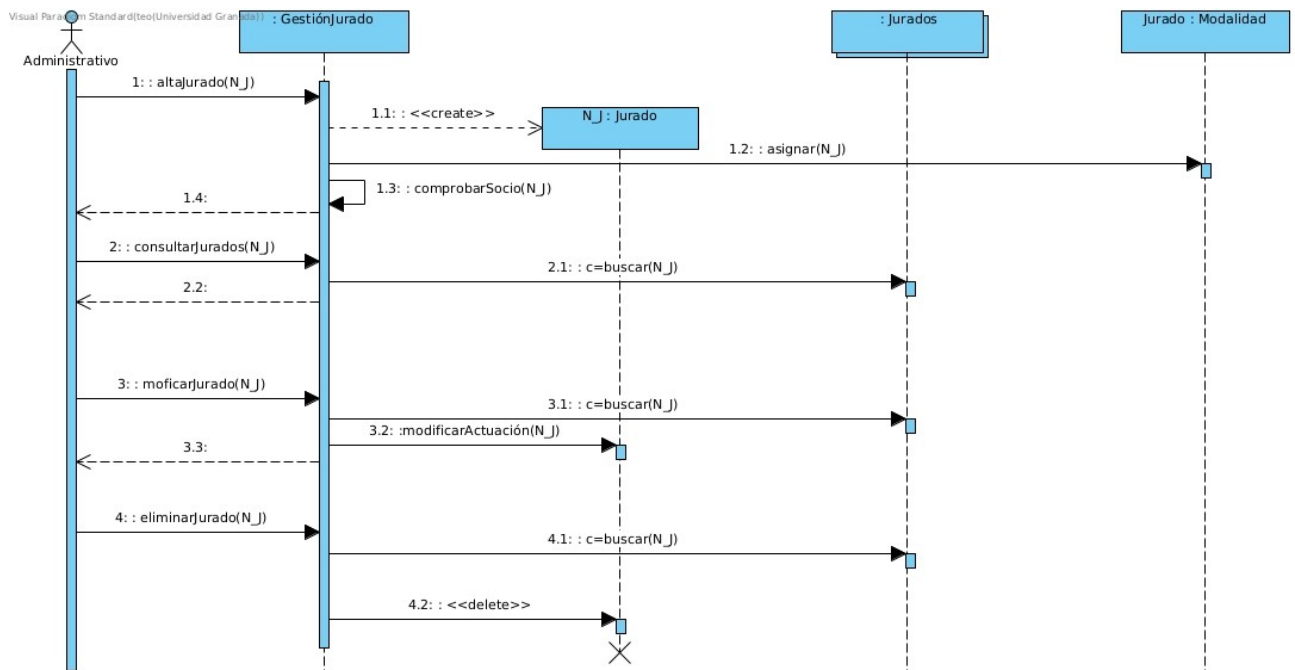 Visual Paradigm Standard(teo(Universidad Granada))
: GestiónJurado
: Jurados
Jurado : Modalidad
Administrativo
1: : altaJurado(N_J)
1.1: : <<create>>
N_J : Jurado
1.2: : asignar(N_J)
1.3: : comprobarSocio(N_J)
1.4:
2: : consultarJurados(N_J)
2.1: : c=buscar(N_J)
2.2:
3: : moficarJurado(N_J)
3.1: : c=buscar(N_J)
3.2: :modificarActuación(N_J)
3.3:
4: : eliminarJurado(N_J)
4.1: : c=buscar(N_J)
4.2: : <<delete>>